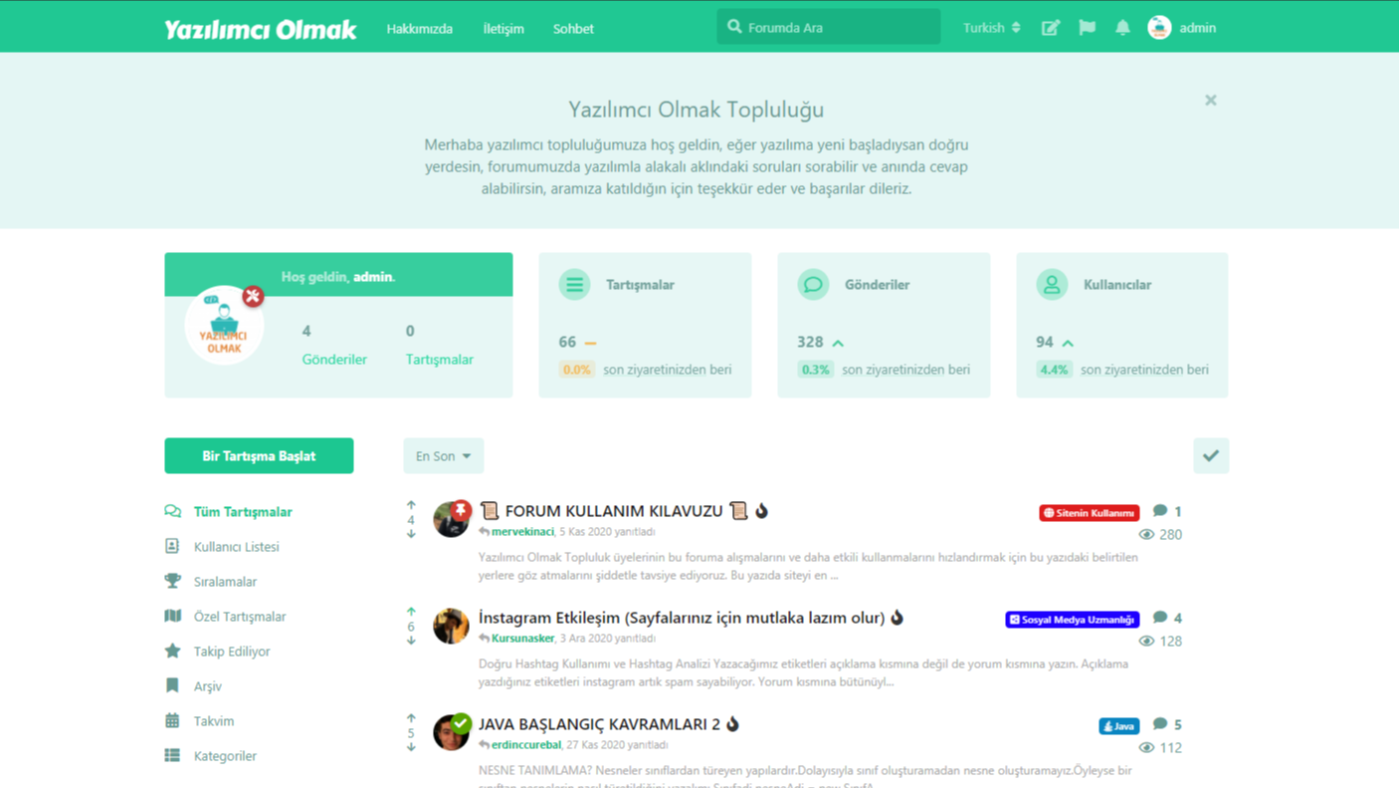 Yazılımcı Olmak
Hakkımızda
İletişim
Sohbet
Forumda Ara
Turkish
admin
Yazılımcı Olmak Topluluğu
Merhaba yazılımcı topluluğumuza hoş geldin, eğer yazılıma yeni başladıysan doğru
yerdesin, forumumuzda yazılımla alakalı aklındaki soruları sorabilir ve anında cevap
alabilirsin, aramıza katıldığın için teşekkür eder ve başarılar dileriz.
Hoş geldin, admin.
YAZILIMCI
OLMAK
4
Gönderiler
0
Tartışmalar
Tartışmalar
66
0.0% son ziyaretinizden beri
Gönderiler
328
0.3% son ziyaretinizden beri
Kullanıcılar
94
4.4% son ziyaretinizden beri
Bir Tartışma Başlat
Tüm Tartışmalar
Kullanıcı Listesi
Sıralamalar
Özel Tartışmalar
Takip Ediliyor
Arşiv
Takvim
Kategoriler
En Son
4
FORUM KULLANIM KILAVUZU
Sitenin Kullanımı
1
mervekinaci, 5 Kas 2020 yanıtladı
280
Yazılımcı Olmak Topluluk üyelerinin bu foruma alışmalarını ve daha etkili kullanmalarını hızlandırmak için bu yazıdaki belirtilen
yerlere göz atmalarını şiddetle tavsiye ediyoruz. Bu yazıda siteyi en ...
6
İnstagram Etkileşim (Sayfalarınız için mutlaka lazım olur)
Sosyal Medya Uzmanlığı
4
Kursunasker, 3 Ara 2020 yanıtladı
128
Doğru Hashtag Kullanımı ve Hashtag Analizi Yazacağımız etiketleri açıklama kısmına değil de yorum kısmına yazın. Açıklama
yazdığınız etiketleri instagram artık spam sayabiliyor. Yorum kısmına bütünüyl...
5
JAVA BAŞLANGIÇ KAVRAMLARI 2
Java
5
erdinccurebal, 27 Kas 2020 yanıtladı
112
NESNE TANIMLAMA? Nesneler sınıflardan türeyen yapılardır.Dolayısıyla sınıf oluşturamadan nesne oluşturamayız.Öyleyse bir